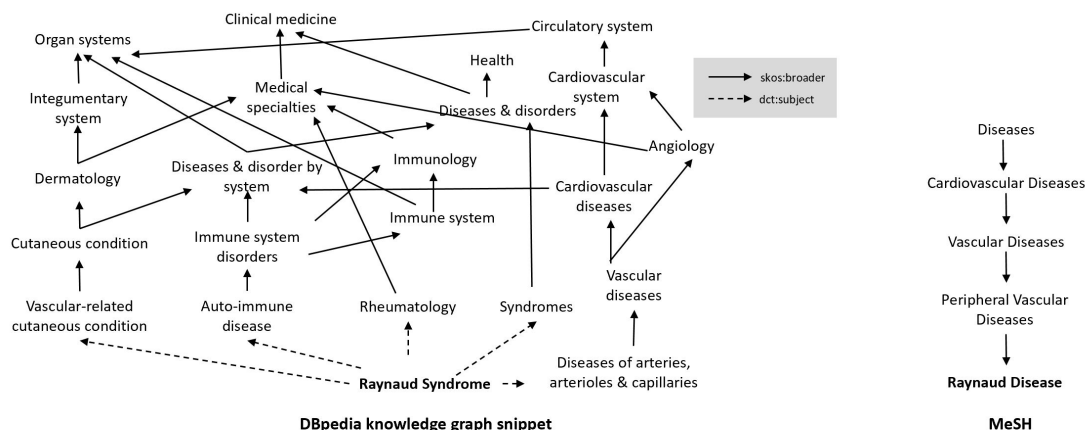 Clinical medicine
Circulatory system
Organ systems
Health
skos:broader
dct:subject
Integumentary
system
Medical
specialties
Diseases & disorders
Cardiovascular
system
Angiology
Diseases
Dermatology
Diseases & disorder by
system
Immunology
Cardiovascular
diseases
Cardiovascular Diseases
Immune system
Cutaneous condition
Immune system
disorders
Vascular Diseases
Vascular
diseases
Vascular-related
cutaneous condition
Auto-immune
disease
Rheumatology
Syndromes
Peripheral Vascular
Diseases
Diseases of arteries,
arterioles & capillaries
Raynaud Syndrome
Raynaud Disease
DBpedia knowledge graph snippet
MeSH